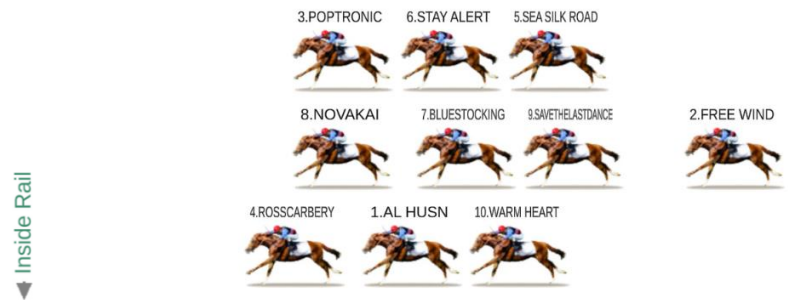 3.POPTRONIC 6.STAY ALERT 5.SEA SILK ROAD
8.NOVAKAI 7.BLUESTOCKING 9.SAVETHELASTDANCE 2.FREE WIND
4.ROSSCARBERY 1.AL HUSN 10.WARM HEART
Inside Rail